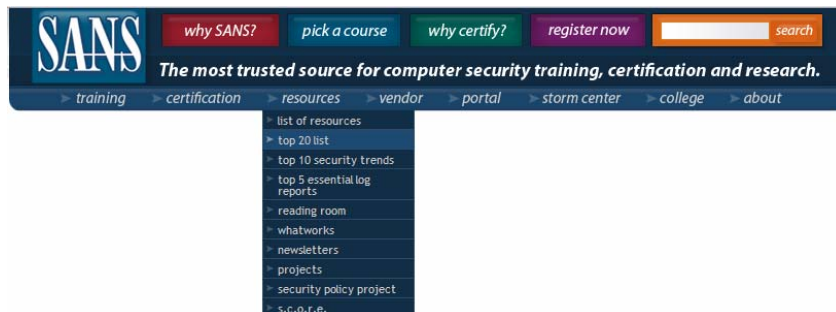 SANS
why SANS?
pick a course
why certify?
register now
search
The most trusted source for computer security training, certification and research.
training
certification
resources
vendor
portal
storm center
college
about
list of resources
top 20 list
top 10 security trends
top 5 essential log
reports
reading room
whatworks
newsletters
projects
security policy project
s.c.o.r.e.